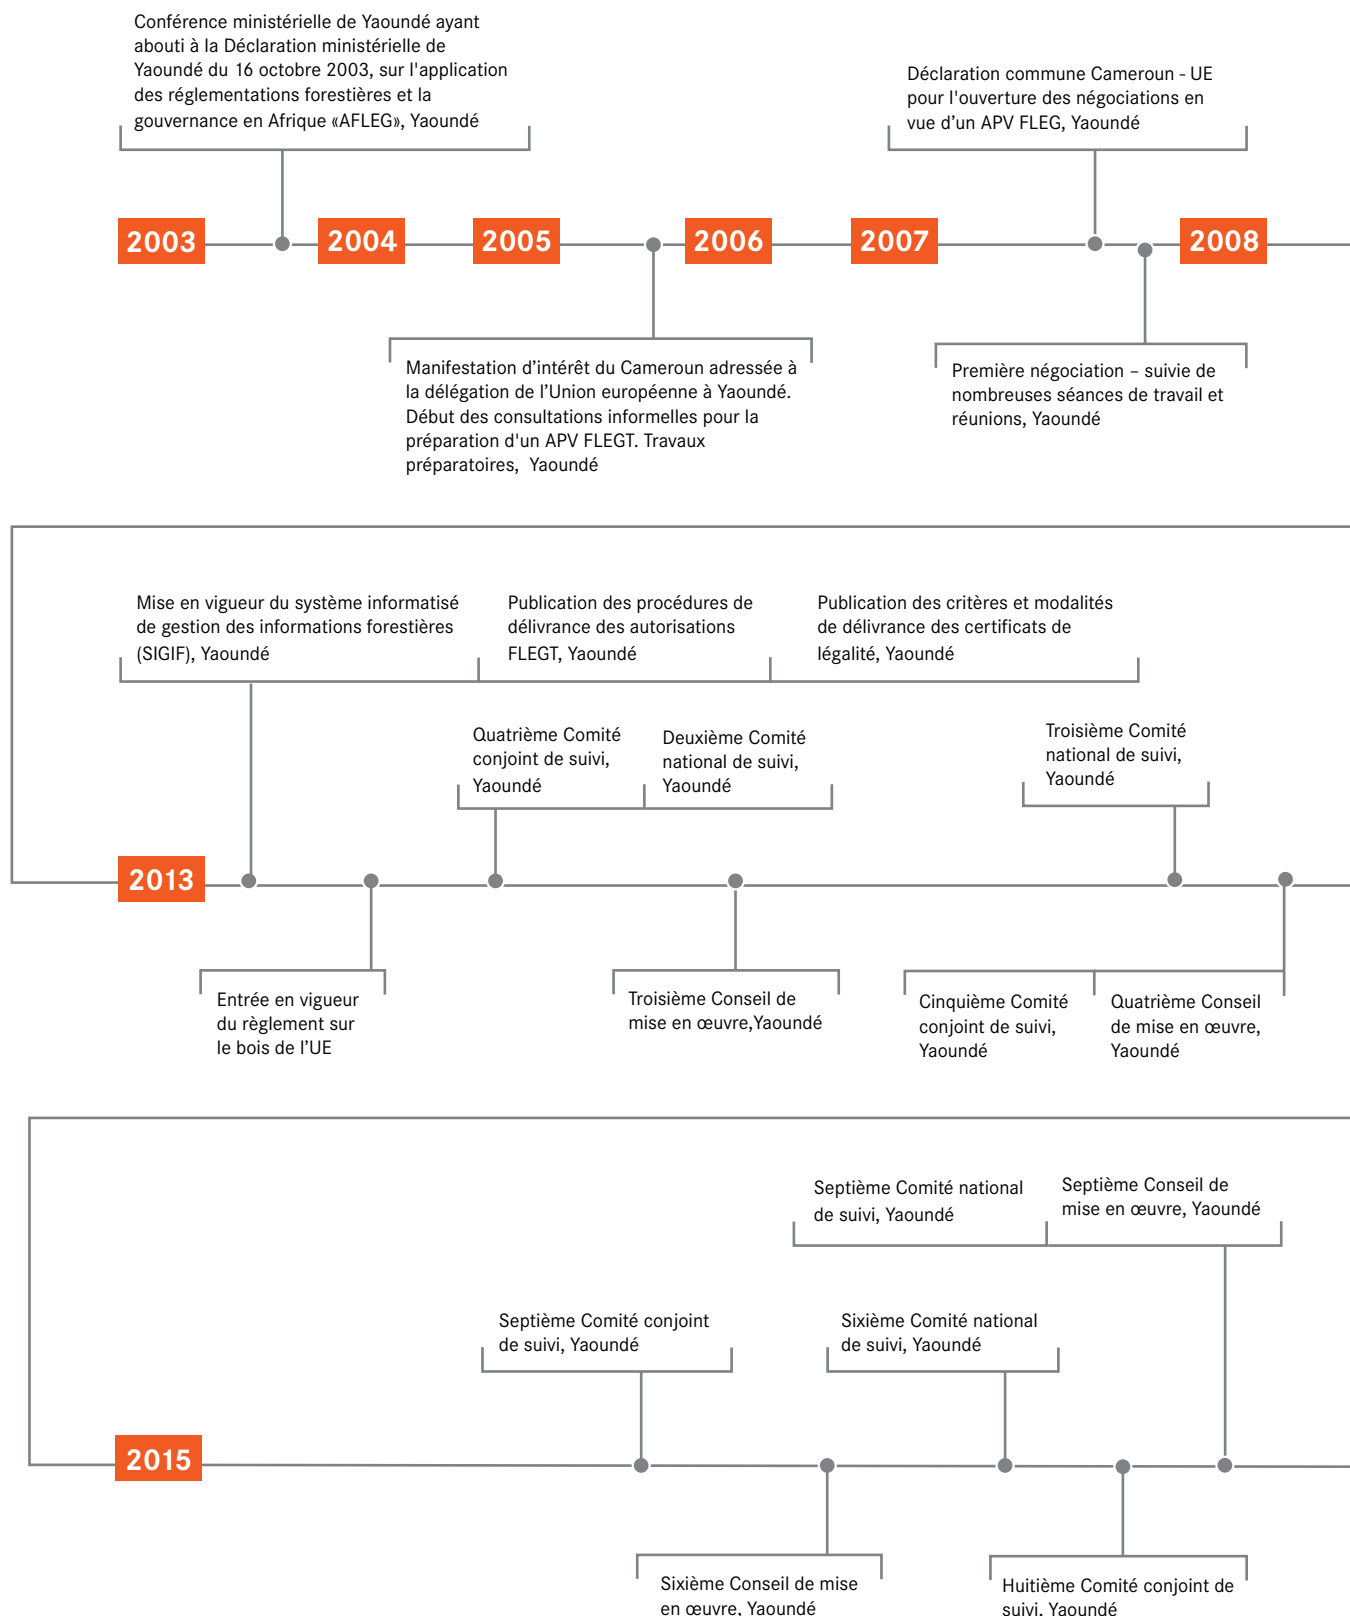 Conférence ministérielle de Yaoundé ayant
abouti à la Déclaration ministérielle de
Yaoundé du 16 octobre 2003, sur l'application
des réglementations forestières et la
gouvernance en Afrique «AFLEG», Yaoundé
Déclaration commune Cameroun - UE
pour l'ouverture des négociations en
vue d’un APV FLEG, Yaoundé
2003
2004
2005
2006
2007
2008
Manifestation d’intérêt du Cameroun adressée à
la délégation de l’Union européenne à Yaoundé.
Début des consultations informelles pour la
préparation d'un APV FLEGT. Travaux
préparatoires, Yaoundé
Première négociation – suivie de
nombreuses séances de travail et
réunions, Yaoundé
Mise en vigueur du système informatisé
de gestion des informations forestières
(SIGIF), Yaoundé
Publication des procédures de
délivrance des autorisations
FLEGT, Yaoundé
Publication des critères et modalités
de délivrance des certificats de
légalité, Yaoundé
Quatrième Comité
conjoint de suivi,
Yaoundé
Deuxième Comité
national de suivi,
Yaoundé
Troisième Comité
national de suivi,
Yaoundé
2013
Entrée en vigueur
du règlement sur
le bois de l’UE
Troisième Conseil de
mise en œuvre,Yaoundé
Cinquième Comité
conjoint de suivi,
Yaoundé
Quatrième Conseil
de mise en œuvre,
Yaoundé
Septième Comité national
de suivi, Yaoundé
Septième Conseil de
mise en œuvre, Yaoundé
Septième Comité conjoint
de suivi, Yaoundé
Sixième Comité national
de suivi, Yaoundé
2015
Sixième Conseil de mise
en œuvre, Yaoundé
Huitième Comité conjoint de
suivi, Yaoundé